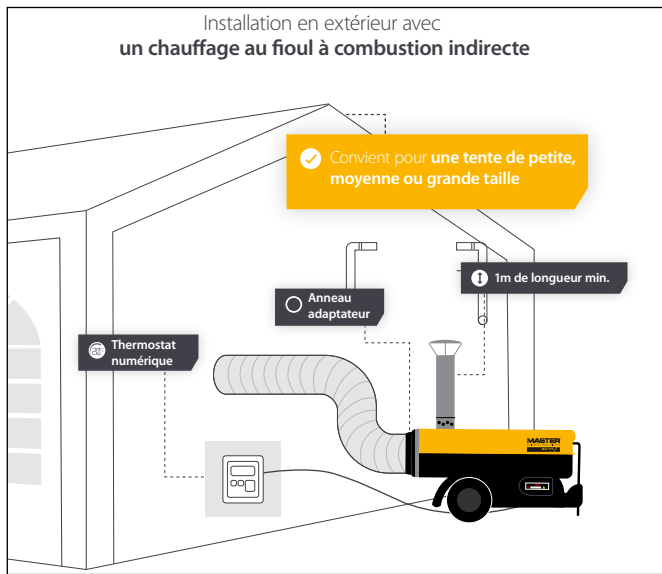 Installation en extérieur avec
un chauffage au fioul à combustion indirecte
Convient pour une tente de petite,
moyenne ou grande taille
1m de longueur min.
Anneau
adaptateur
Thermostat
numérique
MASTER